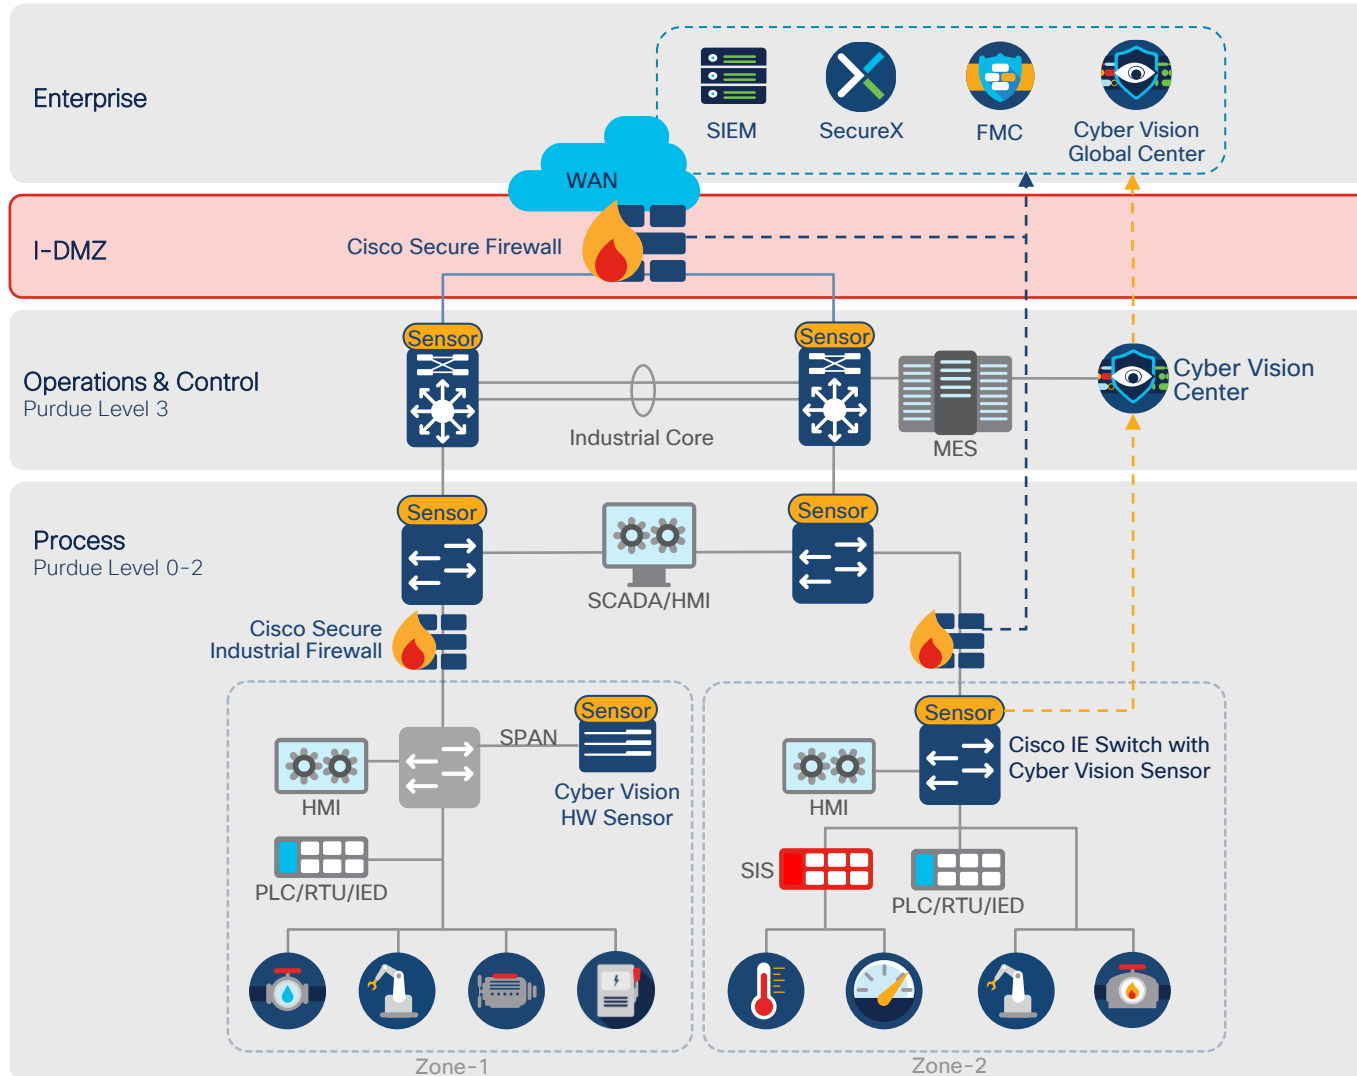 Enterprise
SIEM
SecureX
FMC
Cyber Vision
Global Center
WAN
I-DMZ
Cisco Secure Firewall
Sensor
Sensor
Operations & Control
Purdue Level 3
Industrial Core
MES
Cyber Vision
Center
Sensor
Sensor
Process
Purdue Level 0-2
SCADA/HMI
Cisco Secure
Industrial Firewall
Sensor
SPAN
HMI
Cyber Vision
HW Sensor
PLC/RTU/IED
Zone-1
Sensor
Cisco IE Switch with
Cyber Vision Sensor
HMI
SIS
PLC/RTU/IED
Zone-2